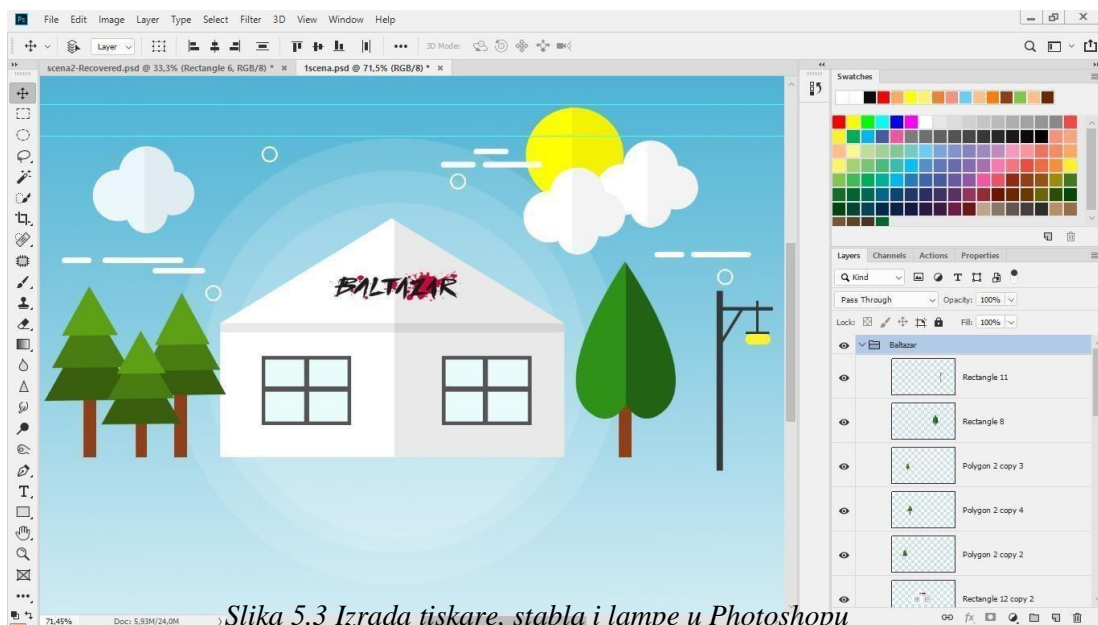 Ps File Edit Image Layer Type Select Filter 3D View Window Help
Layer 3D Mode:
scena2-Recovered.psd @ 33,3% (Rectangle 6, RGB/8) * × 1scena.psd @ 71,5% (RGB/8) * ×
Swatches
BALTAZAR
Layers Channels Actions Properties
Kind
Pass Through Opacity: 100%
Lock: Fill: 100%
Baltazar
Rectangle 11
Rectangle 8
Polygon 2 copy 3
Polygon 2 copy 4
Polygon 2 copy 2
Rectangle 12 copy 2
71,45% Doc: 5,93M/24,0M
Slika 5.3 Izrada tiskare, stabla i lampe u Photoshopu